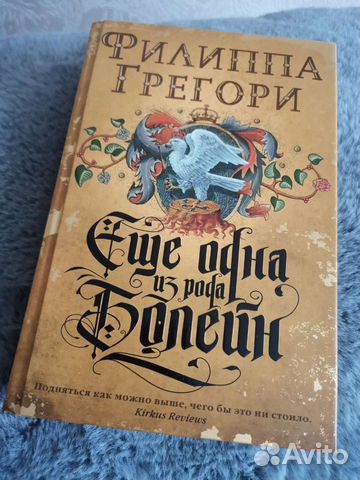 ФИЛИППА
ГРЕГОРИ
Еще одна
из рода
Болейн
Подняться как можно выше, чего бы это ни стоило.
Kirkus Reviews
Avito